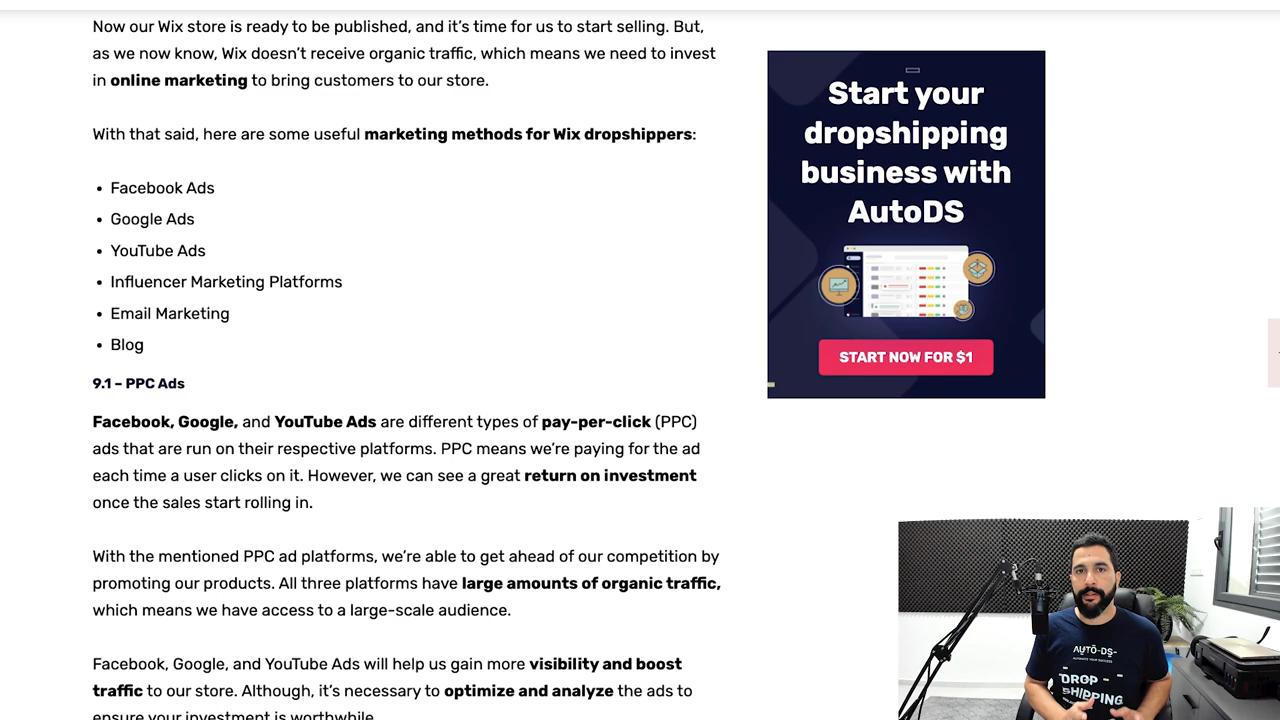 Now our Wix store is ready to be published, and it’s time for us to start selling. But,
as we now know, Wix doesn’t receive organic traffic, which means we need to invest
in online marketing to bring customers to our store.
With that said, here are some useful marketing methods for Wix dropshippers:
• Facebook Ads
• Google Ads
• YouTube Ads
• Influencer Marketing Platforms
• Email Marketing
• Blog
9.1 – PPC Ads
Facebook, Google, and YouTube Ads are different types of pay-per-click (PPC)
ads that are run on their respective platforms. PPC means we’re paying for the ad
each time a user clicks on it. However, we can see a great return on investment
once the sales start rolling in.
With the mentioned PPC ad platforms, we’re able to get ahead of our competition by
promoting our products. All three platforms have large amounts of organic traffic,
which means we have access to a large-scale audience.
Facebook, Google, and YouTube Ads will help us gain more visibility and boost
traffic to our store. Although, it’s necessary to optimize and analyze the ads to
ensure your investment is worthwhile.
Start your
dropshipping
business with
AutoDS
START NOW FOR $1
AUTO-DS-
AUTOMATE YOUR SUCCESS
DROP
SHIPPING